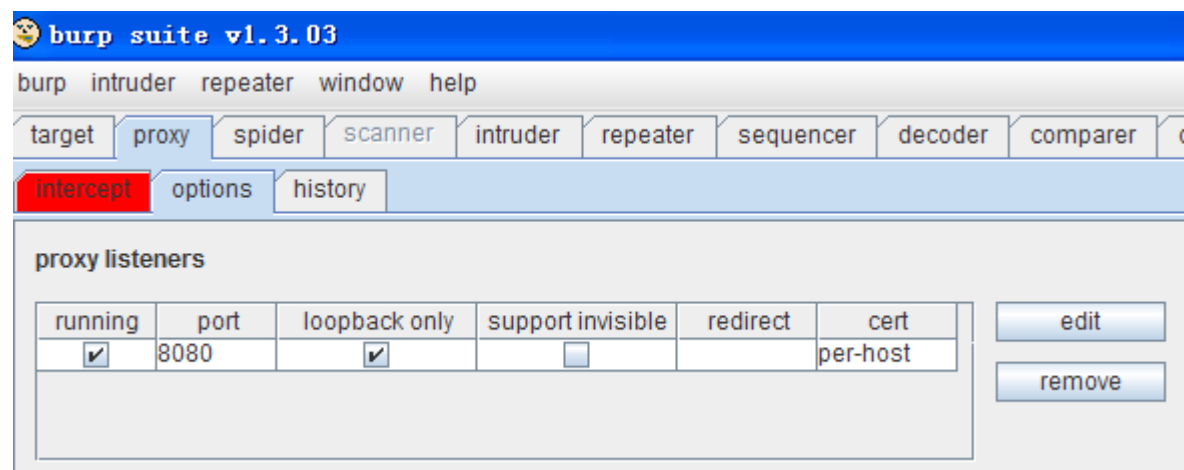 burp suite v1.3.03
burp intruder repeater window help
target proxy spider scanner intruder repeater sequencer decoder comparer
intercept options history
proxy listeners
running port loopback only support invisible redirect cert edit
8080 per-host
remove